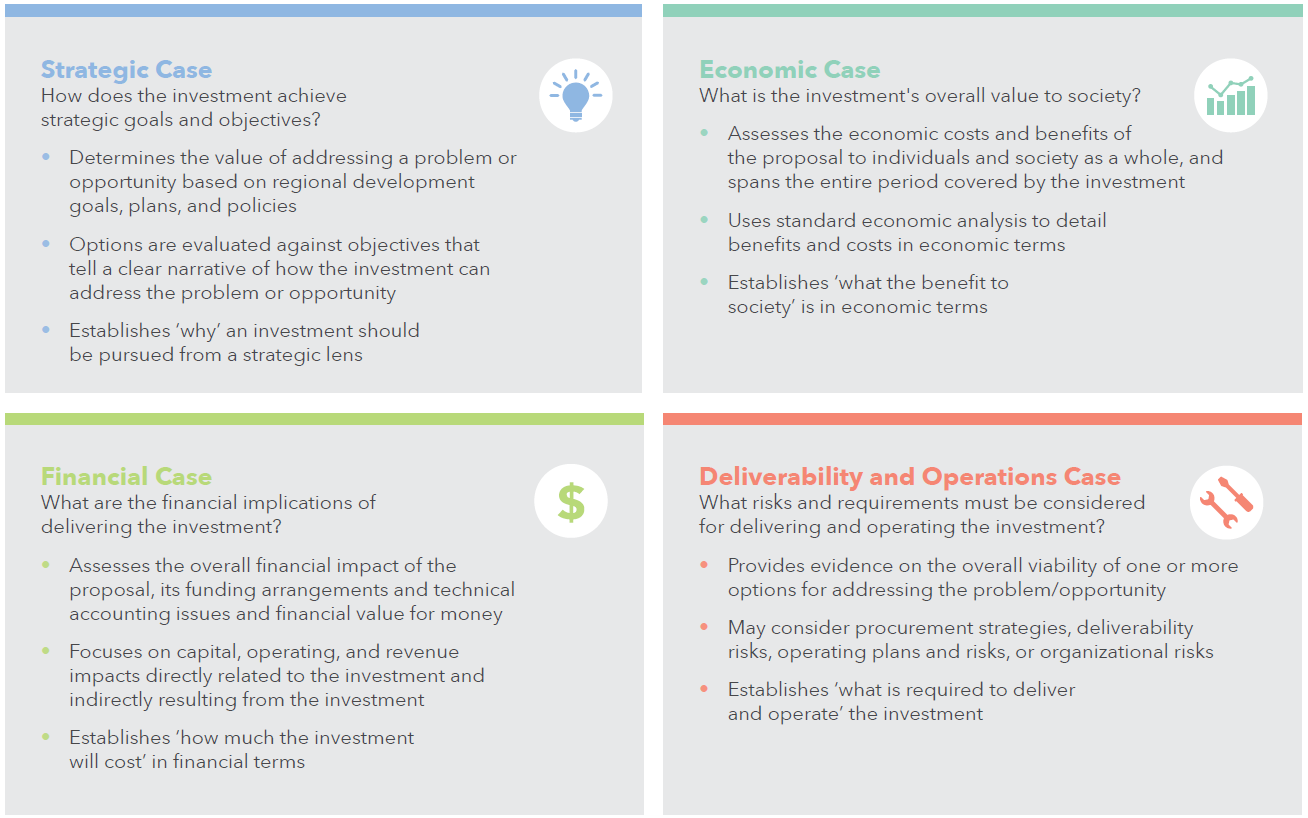 Strategic Case
How does the investment achieve
strategic goals and objectives?
• Determines the value of addressing a problem or
opportunity based on regional development
goals, plans, and policies
• Options are evaluated against objectives that
tell a clear narrative of how the investment can
address the problem or opportunity
• Establishes ‘why’ an investment should
be pursued from a strategic lens
Economic Case
What is the investment's overall value to society?
• Assesses the economic costs and benefits of
the proposal to individuals and society as a whole, and
spans the entire period covered by the investment
• Uses standard economic analysis to detail
benefits and costs in economic terms
• Establishes ‘what the benefit to
society’ is in economic terms
Financial Case
What are the financial implications of
delivering the investment?
• Assesses the overall financial impact of the
proposal, its funding arrangements and technical
accounting issues and financial value for money
• Focuses on capital, operating, and revenue
impacts directly related to the investment and
indirectly resulting from the investment
• Establishes ‘how much the investment
will cost’ in financial terms
$
Deliverability and Operations Case
What risks and requirements must be considered
for delivering and operating the investment?
• Provides evidence on the overall viability of one or more
options for addressing the problem/opportunity
• May consider procurement strategies, deliverability
risks, operating plans and risks, or organizational risks
• Establishes ‘what is required to deliver
and operate’ the investment